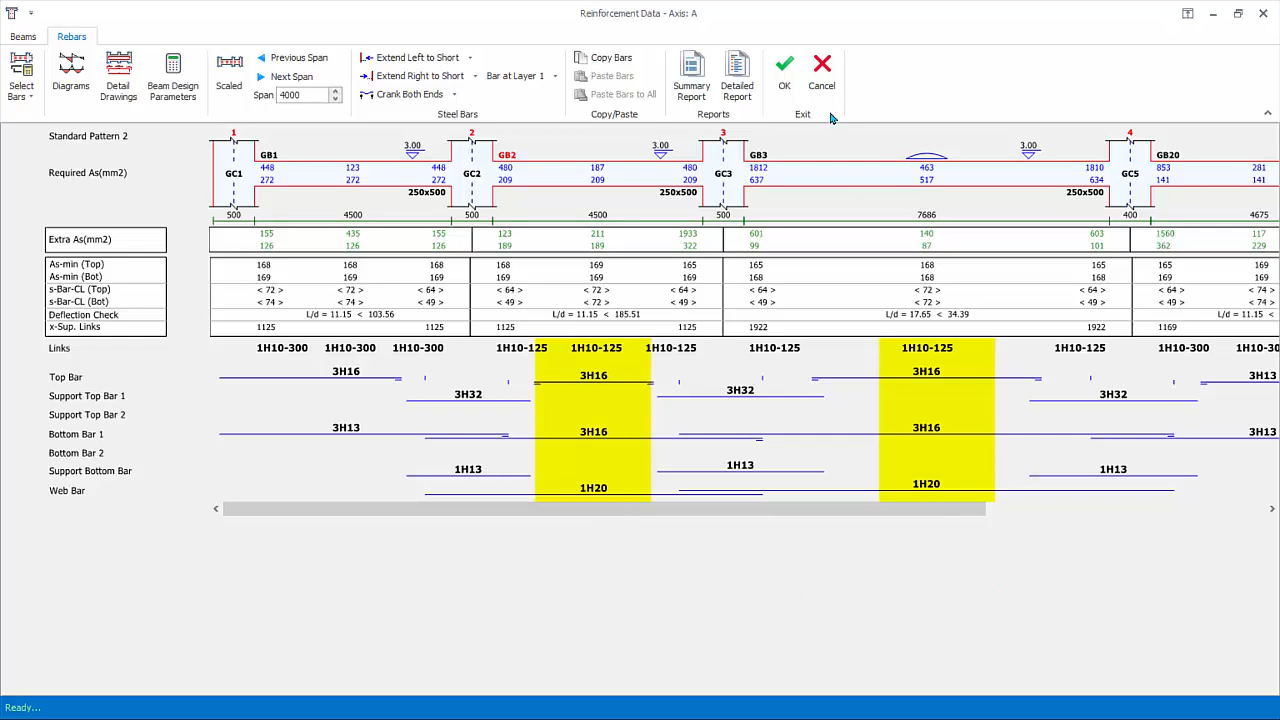 Reinforcement Data - Axis: A
Beams Rebars
Select Bars
Diagrams
Detail Drawings
Beam Design Parameters
Scaled
Previous Span
Next Span
Span 4000
Extend Left to Short
Extend Right to Short Bar at Layer 1
Crank Both Ends
Steel Bars
Copy Bars
Paste Bars
Paste Bars to All
Copy/Paste
Summary Report
Detailed Report
Reports
OK
Cancel
Exit
Standard Pattern 2
1 2 3 4
3.00 3.00 3.00
GB1 GB2 GB3 GB20
Required As(mm2)
448 123 448 480 187 480 1812 463 1810 853 281
GC1 GC2 GC3 GC5
272 272 272 209 209 209 637 517 634 141 141
250x500 250x500 250x500
500 4500 500 4500 500 7686 400 4675
Extra As(mm2)
155 435 155 123 211 1933 601 140 603 1560 117
126 126 126 189 189 322 99 87 101 362 229
As-min (Top) 168 168 168 168 169 165 165 168 165 165 169
As-min (Bot) 169 169 169 169 169 169 169 169 169 169 169
s-Bar-CL (Top) < 72 > < 72 > < 64 > < 64 > < 72 > < 64 > < 64 > < 72 > < 64 > < 64 > < 74 >
s-Bar-CL (Bot) < 74 > < 74 > < 49 > < 49 > < 72 > < 49 > < 49 > < 72 > < 49 > < 49 > < 74 >
Deflection Check L/d = 11.15 < 103.56 L/d = 11.15 < 185.51 L/d = 17.65 < 34.39 L/d = 11.15 <
x-Sup. Links 1125 1125 1125 1125 1922 1922 1169
Links 1H10-300 1H10-300 1H10-300 1H10-125 1H10-125 1H10-125 1H10-125 1H10-125 1H10-125 1H10-300 1H10-30
Top Bar 3H16 3H16 3H16 3H13
Support Top Bar 1 3H32 3H32 3H32
Support Top Bar 2
Bottom Bar 1 3H13 3H16 3H16 3H13
Bottom Bar 2
Support Bottom Bar 1H13 1H13 1H13
Web Bar 1H20 1H20
Ready...